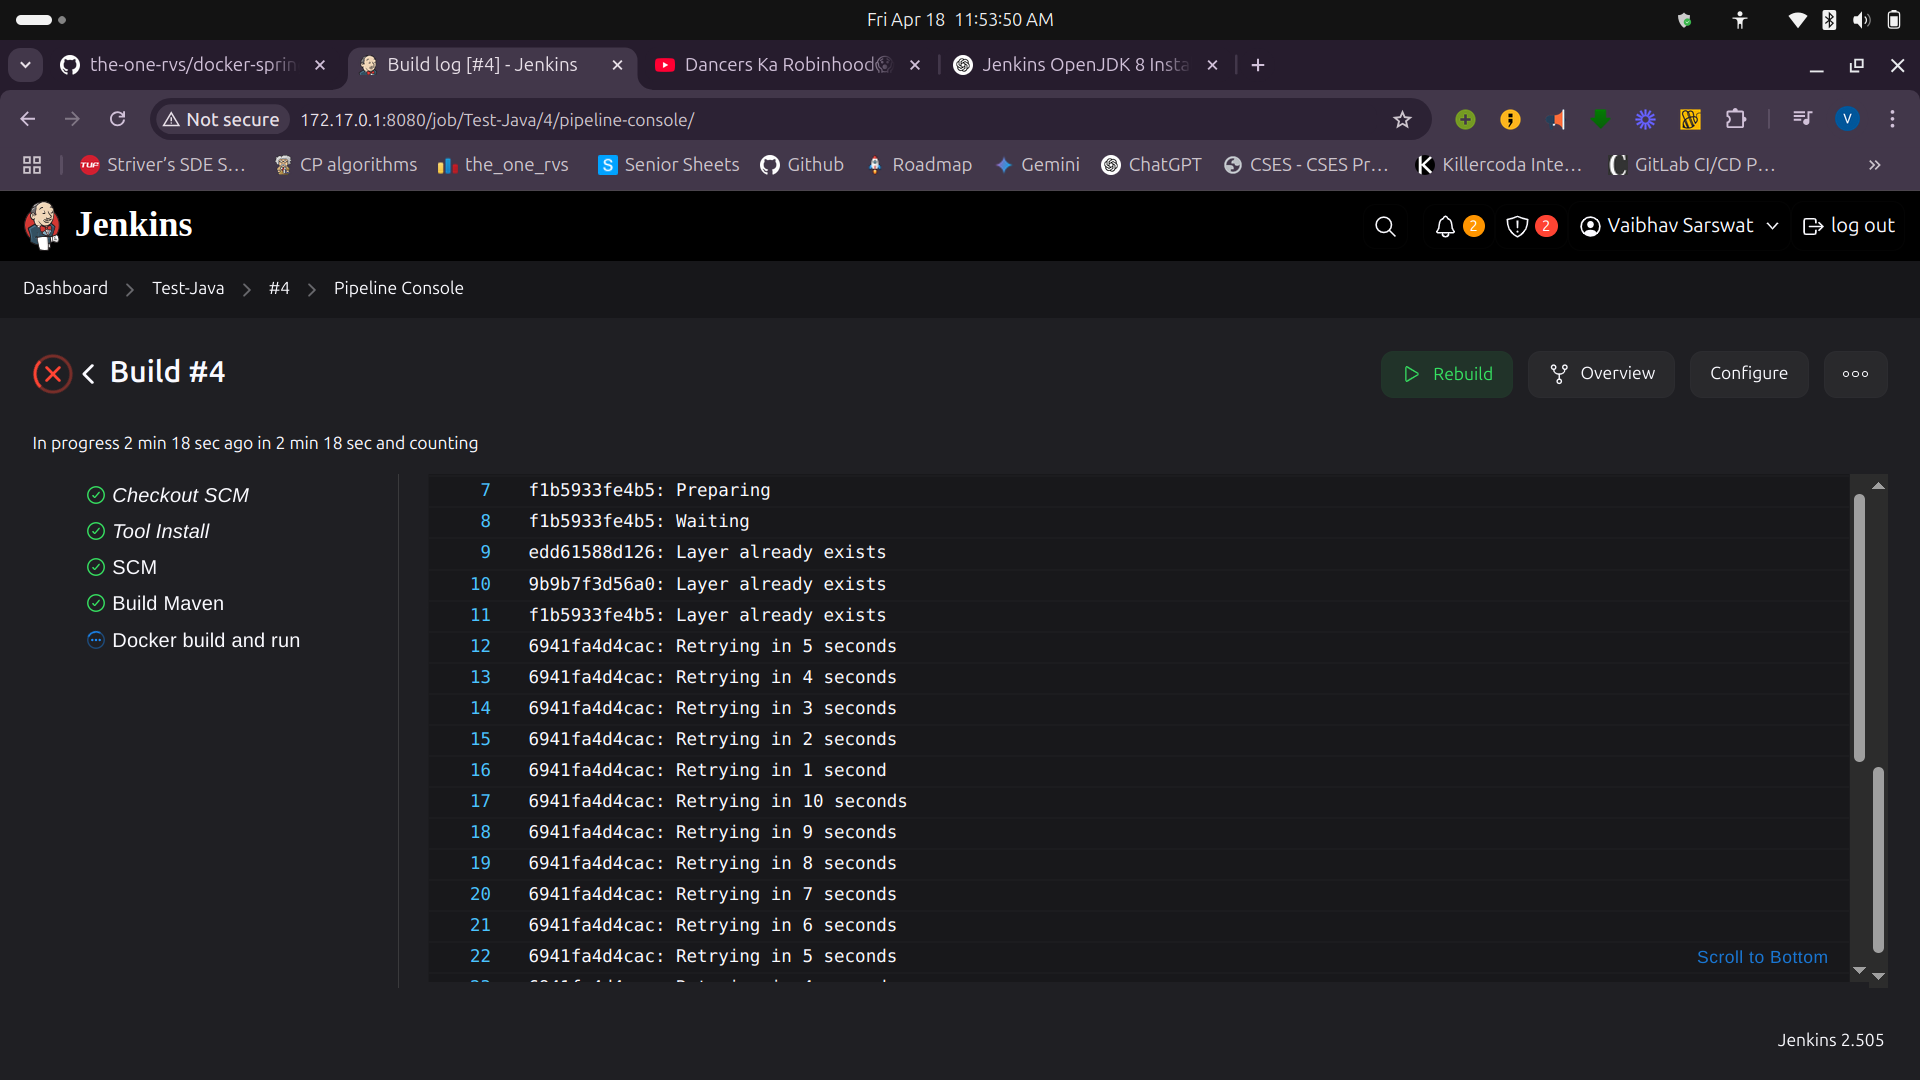 Fri Apr 18 11:53:50 AM
the-one-rvs/docker-sprin
Build log [#4] - Jenkins
Dancers Ka Robinhood
Jenkins OpenJDK 8 Insta
Not secure
172.17.0.1:8080/job/Test-Java/4/pipeline-console/
V
TUF Striver's SDE S...
CP algorithms
the_one_rvs
S Senior Sheets
Github
Roadmap
Gemini
ChatGPT
CSES - CSES Pr...
K Killercoda Inte...
GitLab CI/CD P...
Jenkins
2
2
Vaibhav Sarswat
log out
Dashboard
Test-Java
#4
Pipeline Console
Build #4
Rebuild
Overview
Configure
In progress 2 min 18 sec ago in 2 min 18 sec and counting
Checkout SCM
Tool Install
SCM
Build Maven
Docker build and run
7 f1b5933fe4b5: Preparing
8 f1b5933fe4b5: Waiting
9 edd61588d126: Layer already exists
10 9b9b7f3d56a0: Layer already exists
11 f1b5933fe4b5: Layer already exists
12 6941fa4d4cac: Retrying in 5 seconds
13 6941fa4d4cac: Retrying in 4 seconds
14 6941fa4d4cac: Retrying in 3 seconds
15 6941fa4d4cac: Retrying in 2 seconds
16 6941fa4d4cac: Retrying in 1 second
17 6941fa4d4cac: Retrying in 10 seconds
18 6941fa4d4cac: Retrying in 9 seconds
19 6941fa4d4cac: Retrying in 8 seconds
20 6941fa4d4cac: Retrying in 7 seconds
21 6941fa4d4cac: Retrying in 6 seconds
22 6941fa4d4cac: Retrying in 5 seconds
Scroll to Bottom
Jenkins 2.505